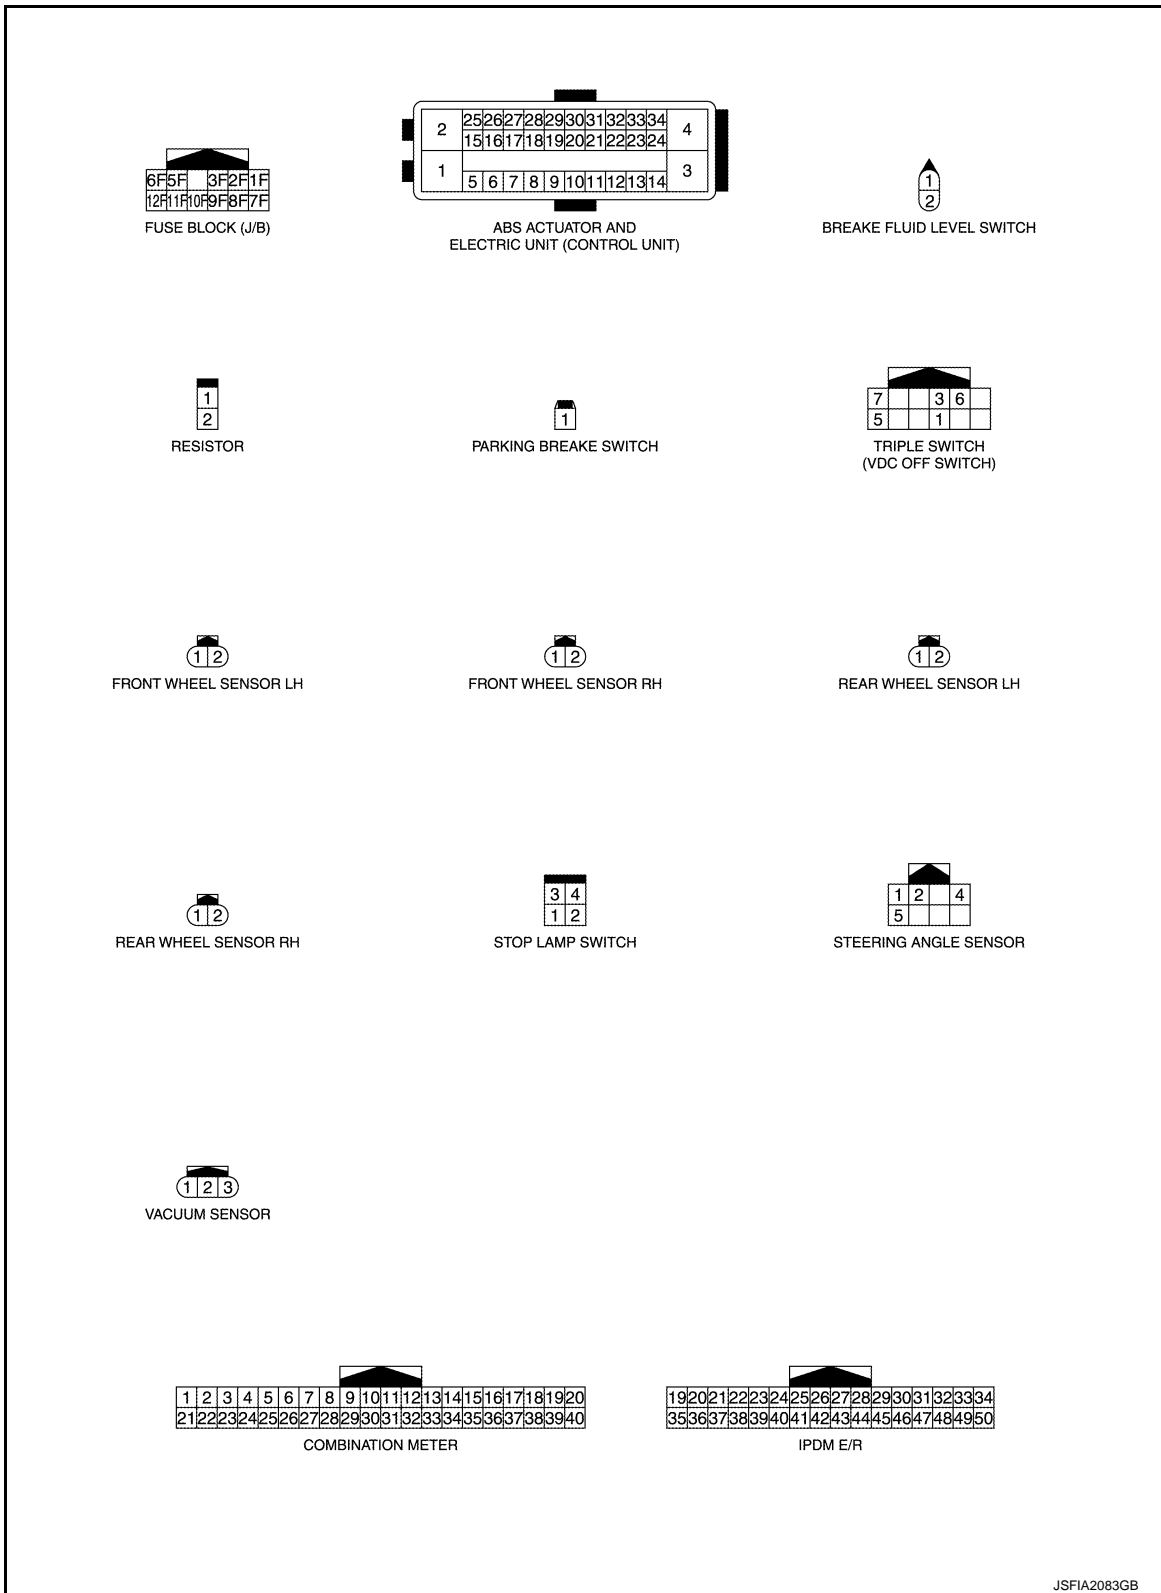 2 25 26 27 28 29 30 31 32 33 34 4
15 16 17 18 19 20 21 22 23 24
1 3
5 6 7 8 9 10 11 12 13 14
6F 5F 3F 2F 1F
12F 11F 10F 9F 8F 7F
FUSE BLOCK (J/B)
ABS ACTUATOR AND
ELECTRIC UNIT (CONTROL UNIT)
1
2
BREAKE FLUID LEVEL SWITCH
1
2
RESISTOR
1
PARKING BREAKE SWITCH
7 3 6
5 1
TRIPLE SWITCH
(VDC OFF SWITCH)
1 2
FRONT WHEEL SENSOR LH
1 2
FRONT WHEEL SENSOR RH
1 2
REAR WHEEL SENSOR LH
1 2
REAR WHEEL SENSOR RH
3 4
1 2
STOP LAMP SWITCH
1 2 4
5
STEERING ANGLE SENSOR
1 2 3
VACUUM SENSOR
1 2 3 4 5 6 7 8 9 10 11 12 13 14 15 16 17 18 19 20
21 22 23 24 25 26 27 28 29 30 31 32 33 34 35 36 37 38 39 40
COMBINATION METER
19 20 21 22 23 24 25 26 27 28 29 30 31 32 33 34
35 36 37 38 39 40 41 42 43 44 45 46 47 48 49 50
IPDM E/R
JSFIA2083GB